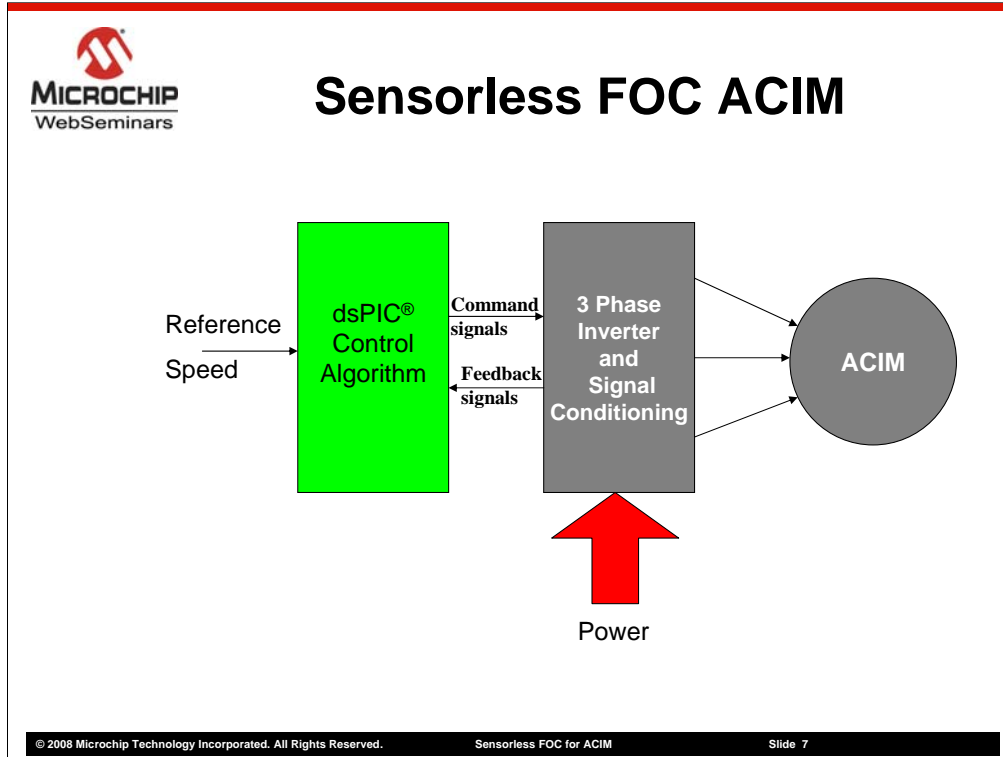 MICROCHIP
WebSeminars
Sensorless FOC ACIM
Reference
Speed
dsPIC®
Control
Algorithm
Command
signals
Feedback
signals
3 Phase
Inverter
and
Signal
Conditioning
ACIM
Power
© 2008 Microchip Technology Incorporated. All Rights Reserved. Sensorless FOC for ACIM Slide 7